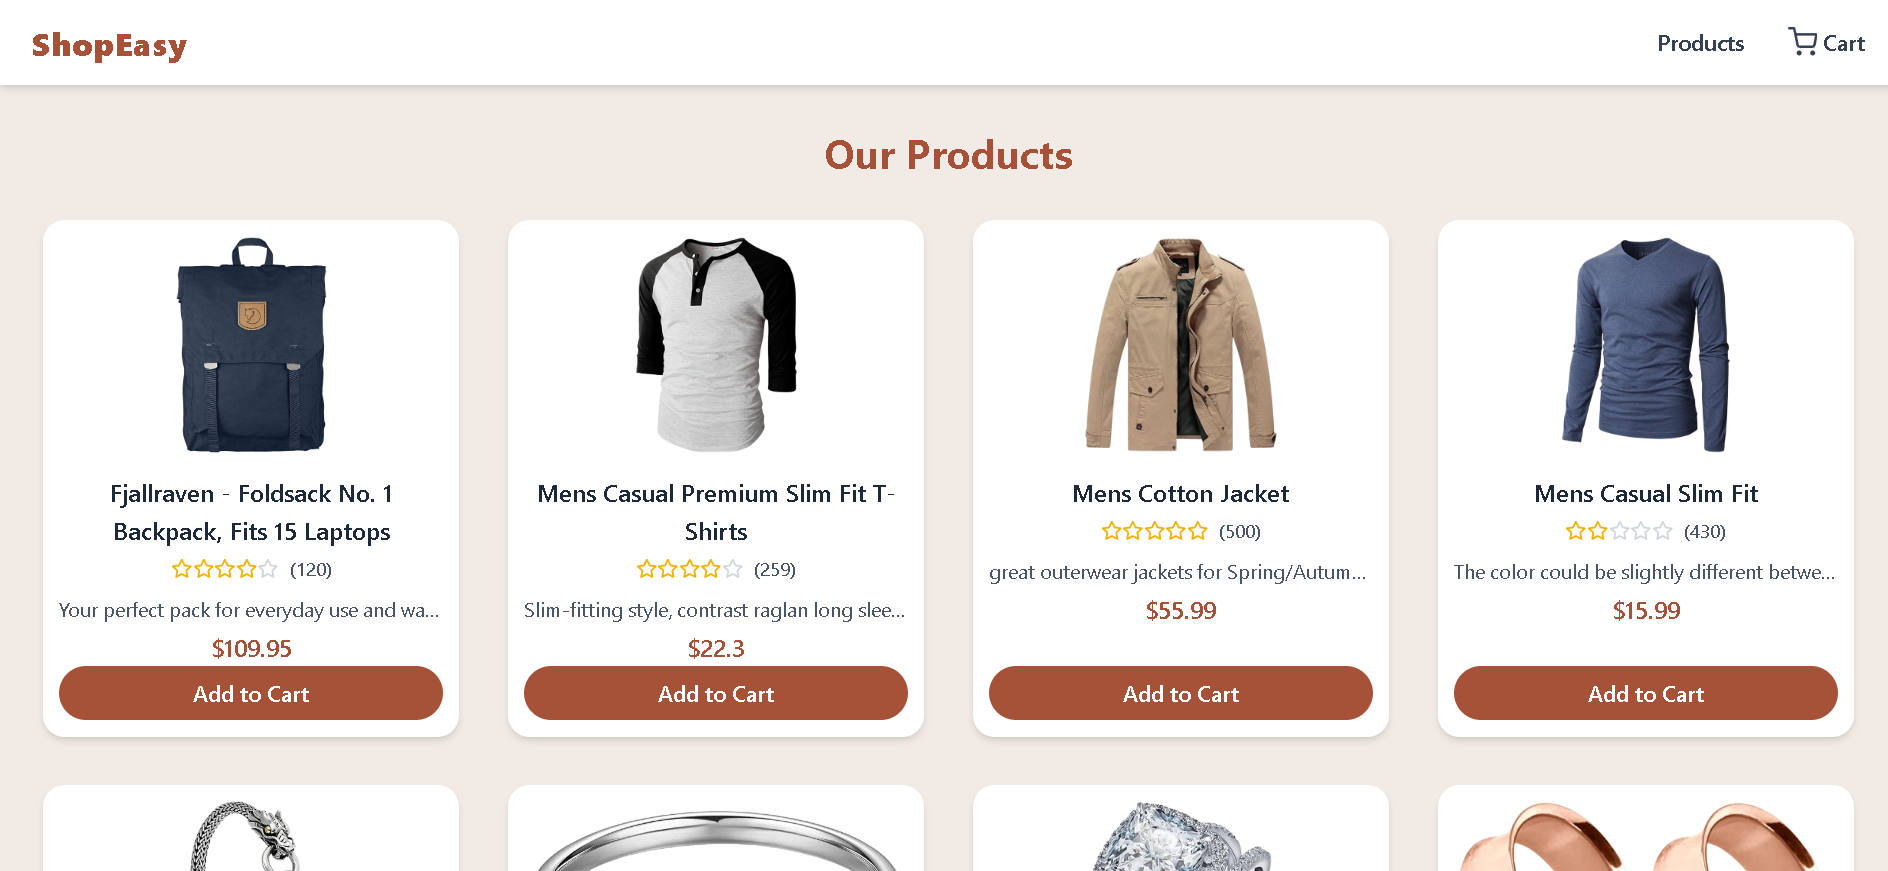 ShopEasy
Products
Cart
Our Products
Fjallraven - Foldsack No. 1
Backpack, Fits 15 Laptops
(120)
Your perfect pack for everyday use and wa...
$109.95
Add to Cart
Mens Casual Premium Slim Fit T-
Shirts
(259)
Slim-fitting style, contrast raglan long slee...
$22.3
Add to Cart
Mens Cotton Jacket
(500)
great outerwear jackets for Spring/Autum...
$55.99
Add to Cart
Mens Casual Slim Fit
(430)
The color could be slightly different betwe...
$15.99
Add to Cart